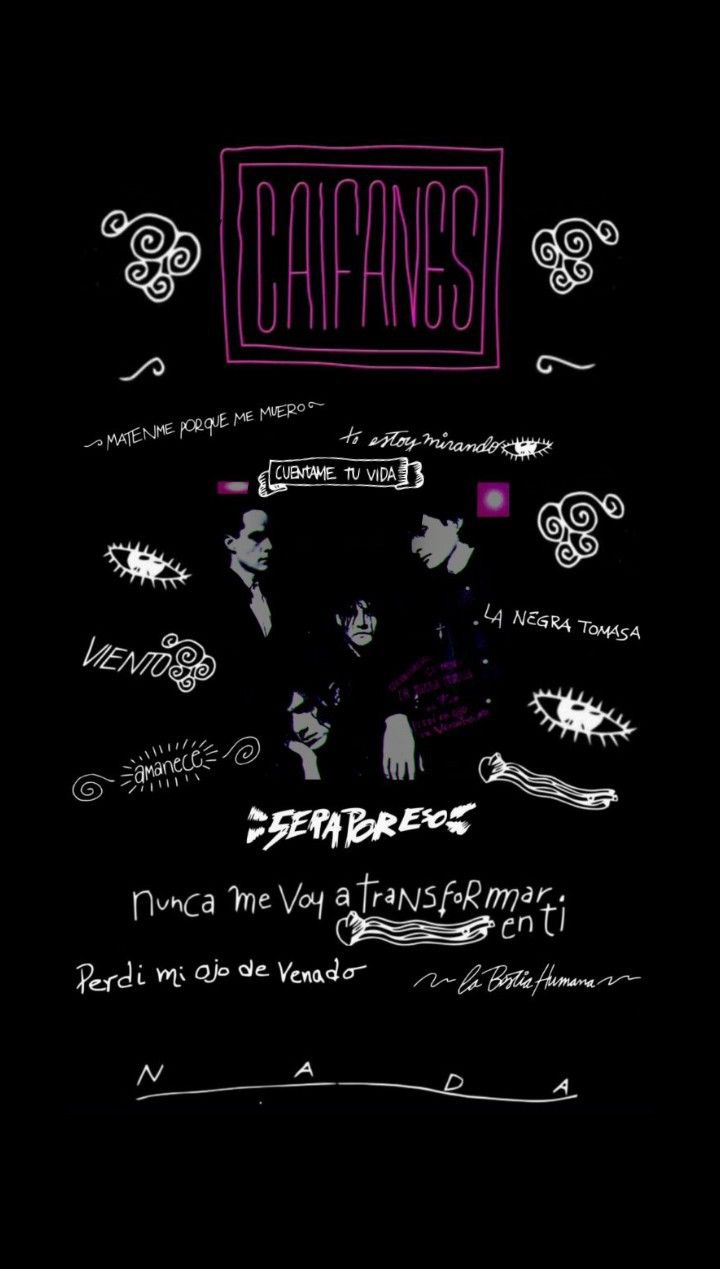 CAIFANES
MATENME PORQUE ME MUERO
te estoy mirando
CUENTAME TU VIDA
LA NEGRA TOMASA
VIENTO
amanece
SERA POR ESO
nunca me voy a transformar
en ti
Perdi mi ojo de venado
la Bestia Humana
NADA